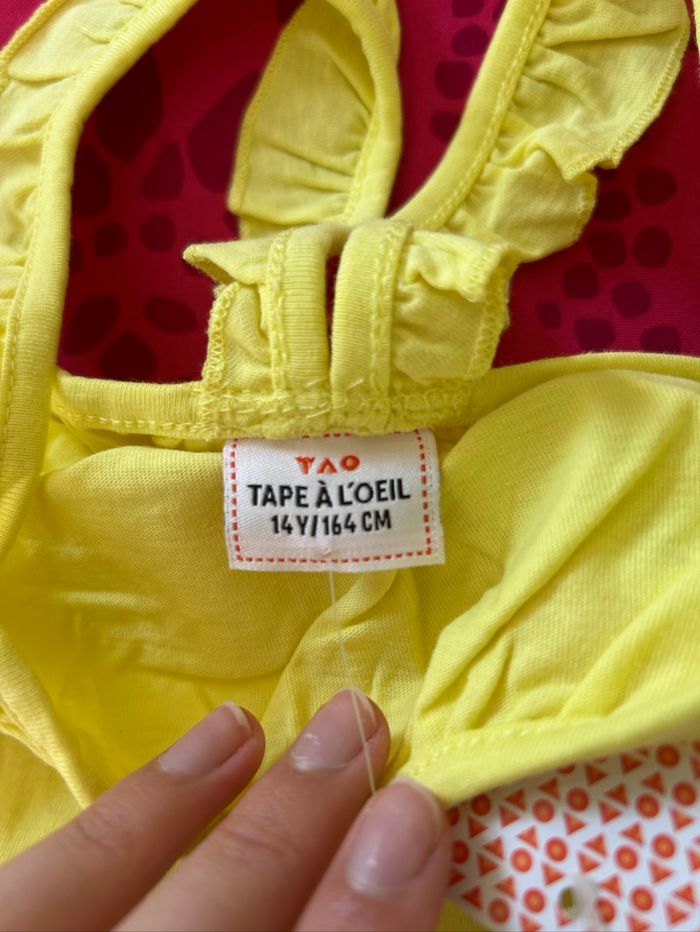 TAO
TAPE À L'OEIL
14Y/164 CM